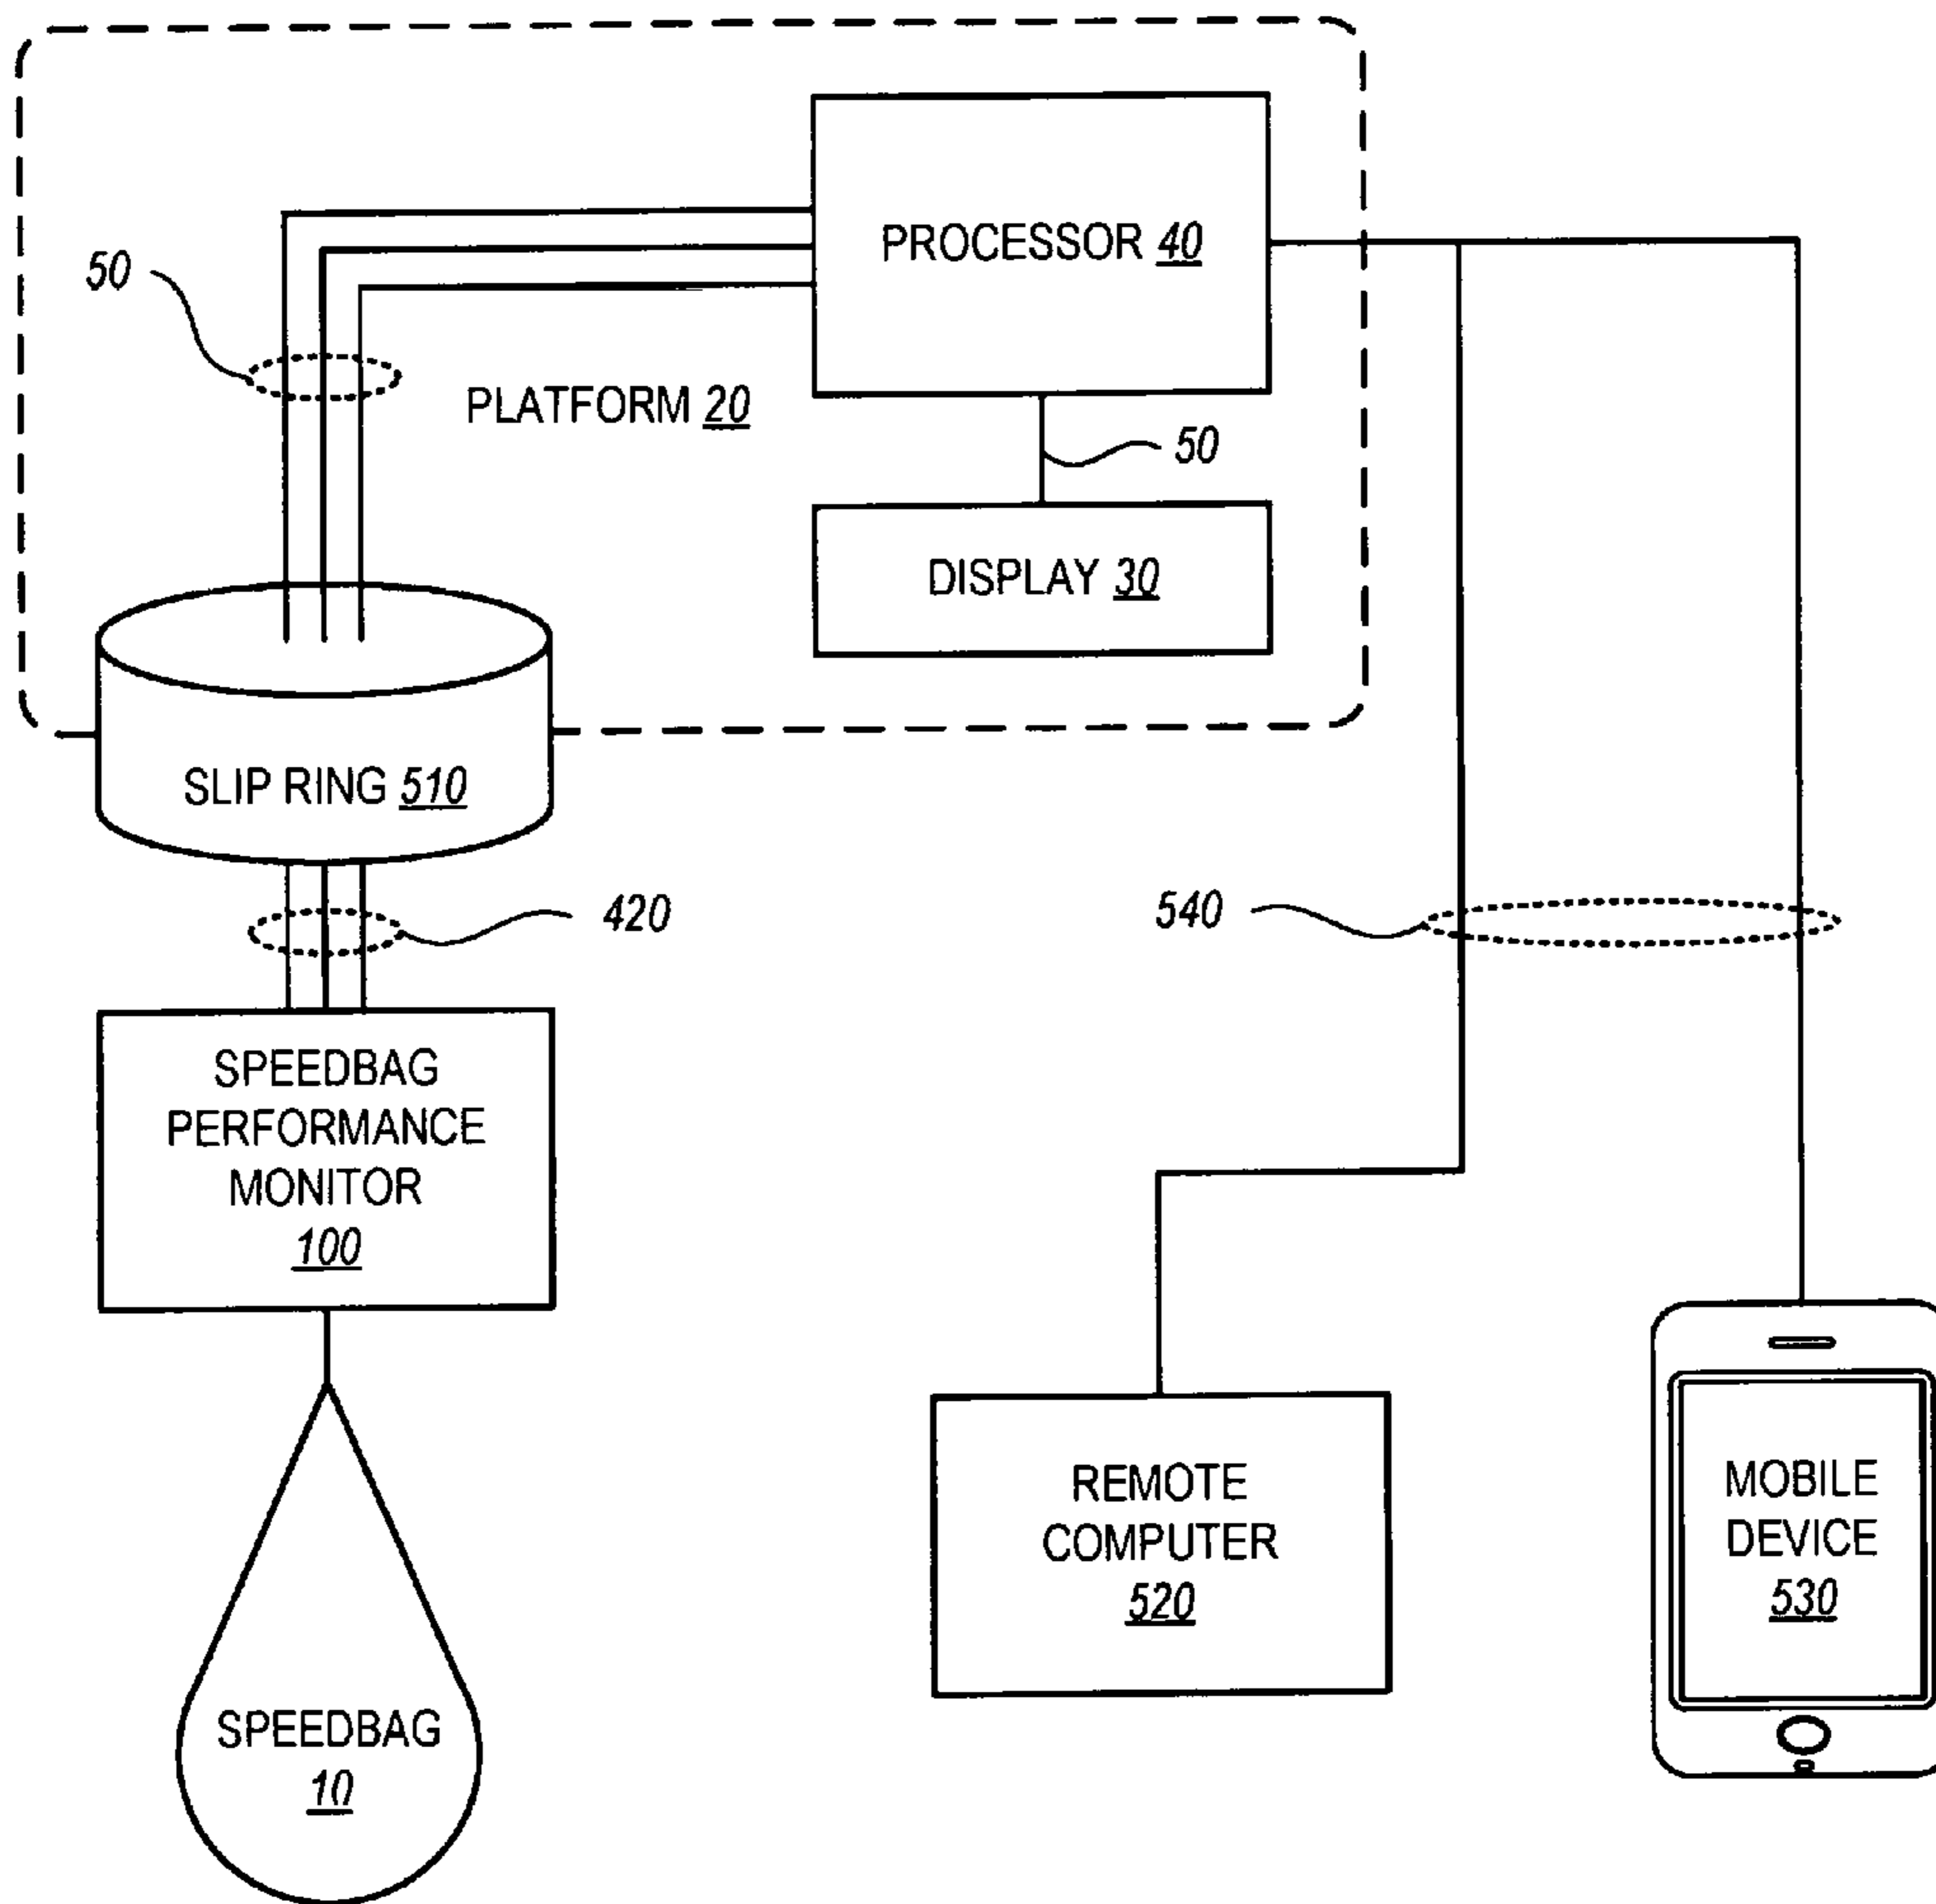 PROCESSOR 40
50
PLATFORM 20
50
DISPLAY 30
SLIP RING 510
420
540
SPEEDBAG
PERFORMANCE
MONITOR
100
REMOTE
COMPUTER
520
MOBILE
DEVICE
530
SPEEDBAG
10